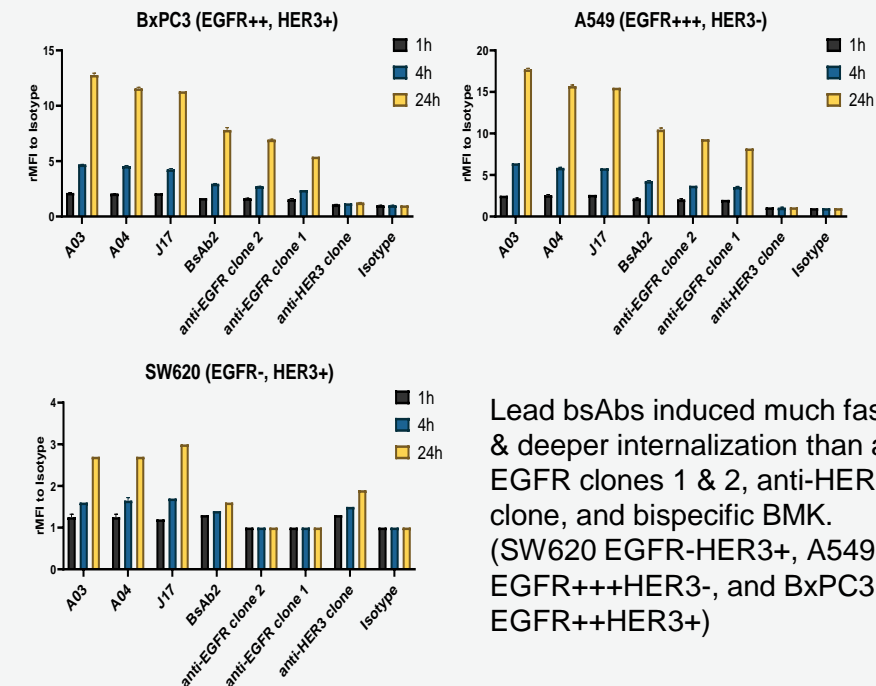 BxPC3 (EGFR++, HER3+)
rMFI to Isotype
15
10
5
0
1h
4h
24h
A03
A04
J17
BsAb2
anti-EGFR clone 2
anti-EGFR clone 1
anti-HER3 clone
Isotype
A549 (EGFR+++, HER3-)
rMFI to Isotype
20
15
10
5
0
1h
4h
24h
A03
A04
J17
BsAb2
anti-EGFR clone 2
anti-EGFR clone 1
anti-HER3 clone
Isotype
SW620 (EGFR-, HER3+)
rMFI to Isotype
4
3
2
1
0
1h
4h
24h
A03
A04
J17
BsAb2
anti-EGFR clone 2
anti-EGFR clone 1
anti-HER3 clone
Isotype
Lead bsAbs induced much fas
& deeper internalization than a
EGFR clones 1 & 2, anti-HER
clone, and bispecific BMK.
(SW620 EGFR-HER3+, A549
EGFR+++HER3-, and BxPC3
EGFR++HER3+)